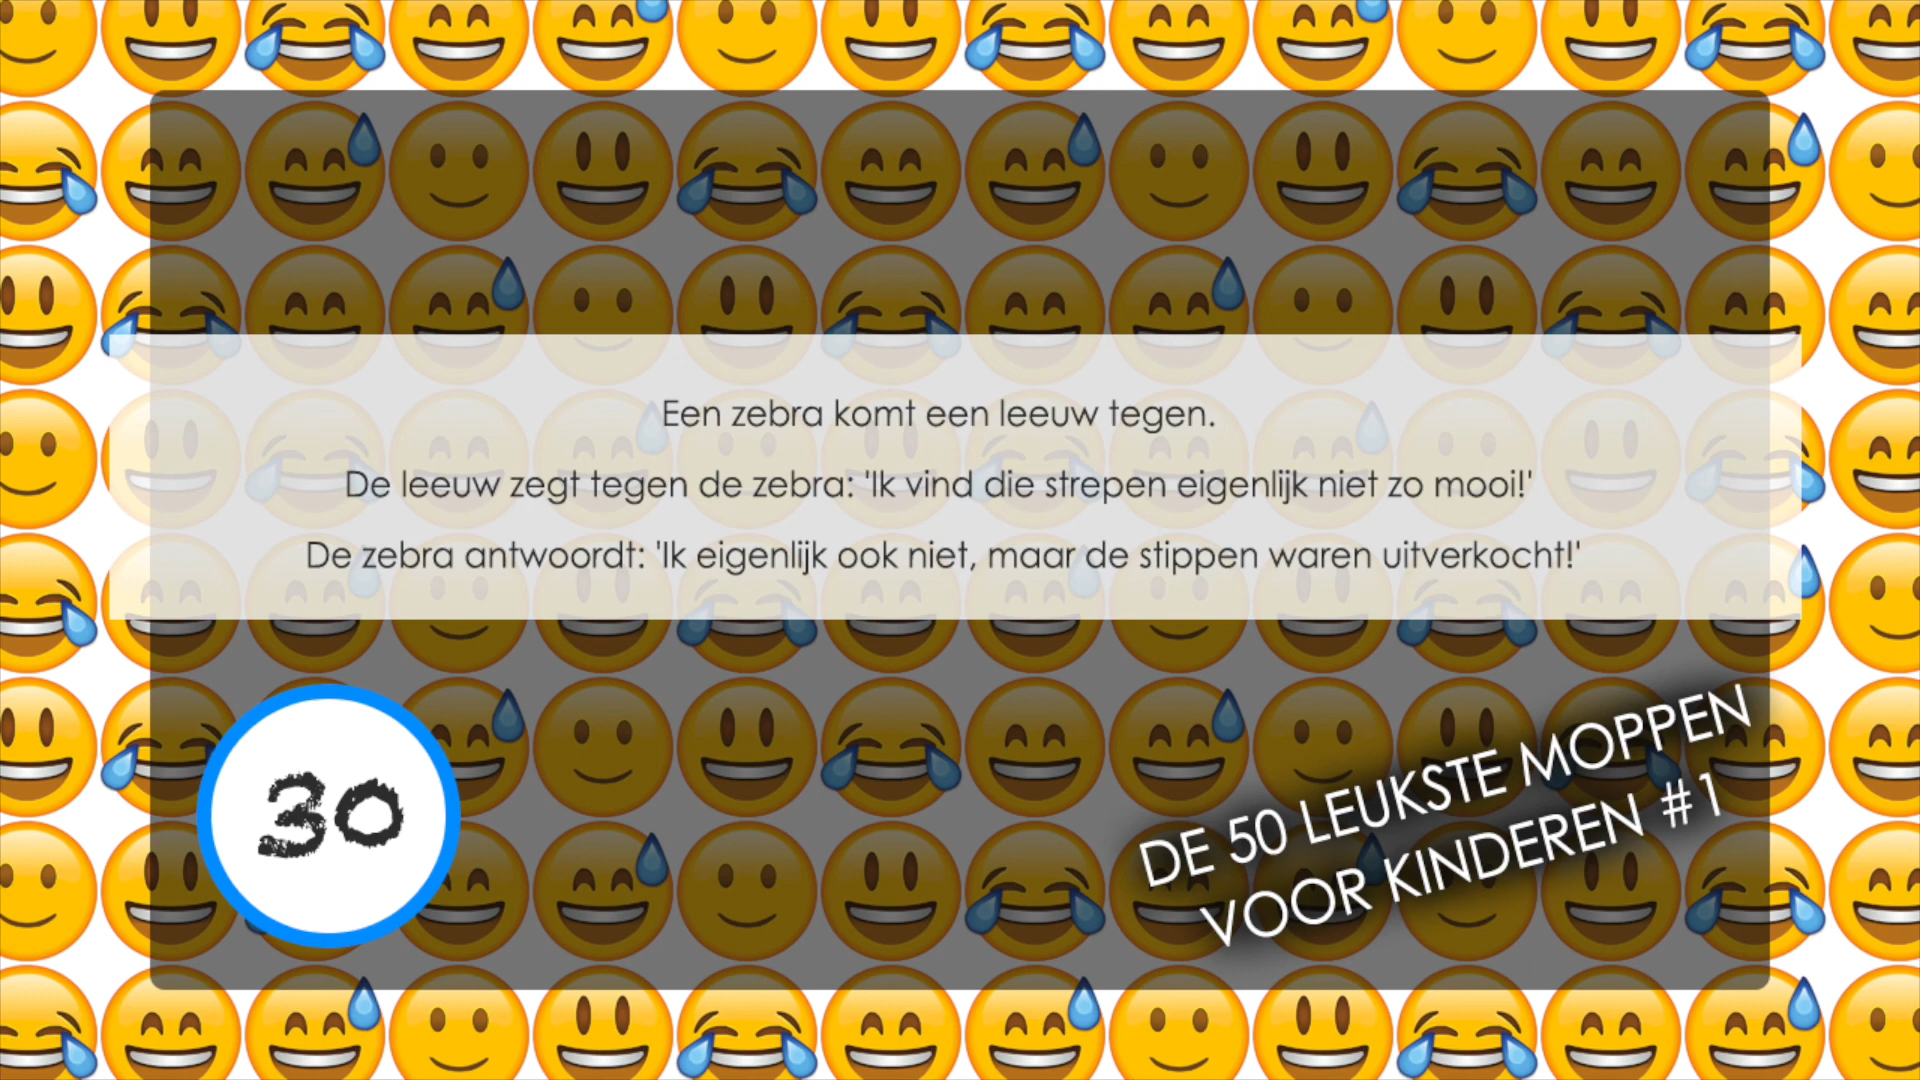 Een zebra komt een leeuw tegen.
De leeuw zegt tegen de zebra: 'Ik vind die strepen eigenlijk niet zo mooi!'
De zebra antwoordt: 'Ik eigenlijk ook niet, maar de stippen waren uitverkocht!'
30
DE 50 LEUKSTE MOPPEN
VOOR KINDEREN #1